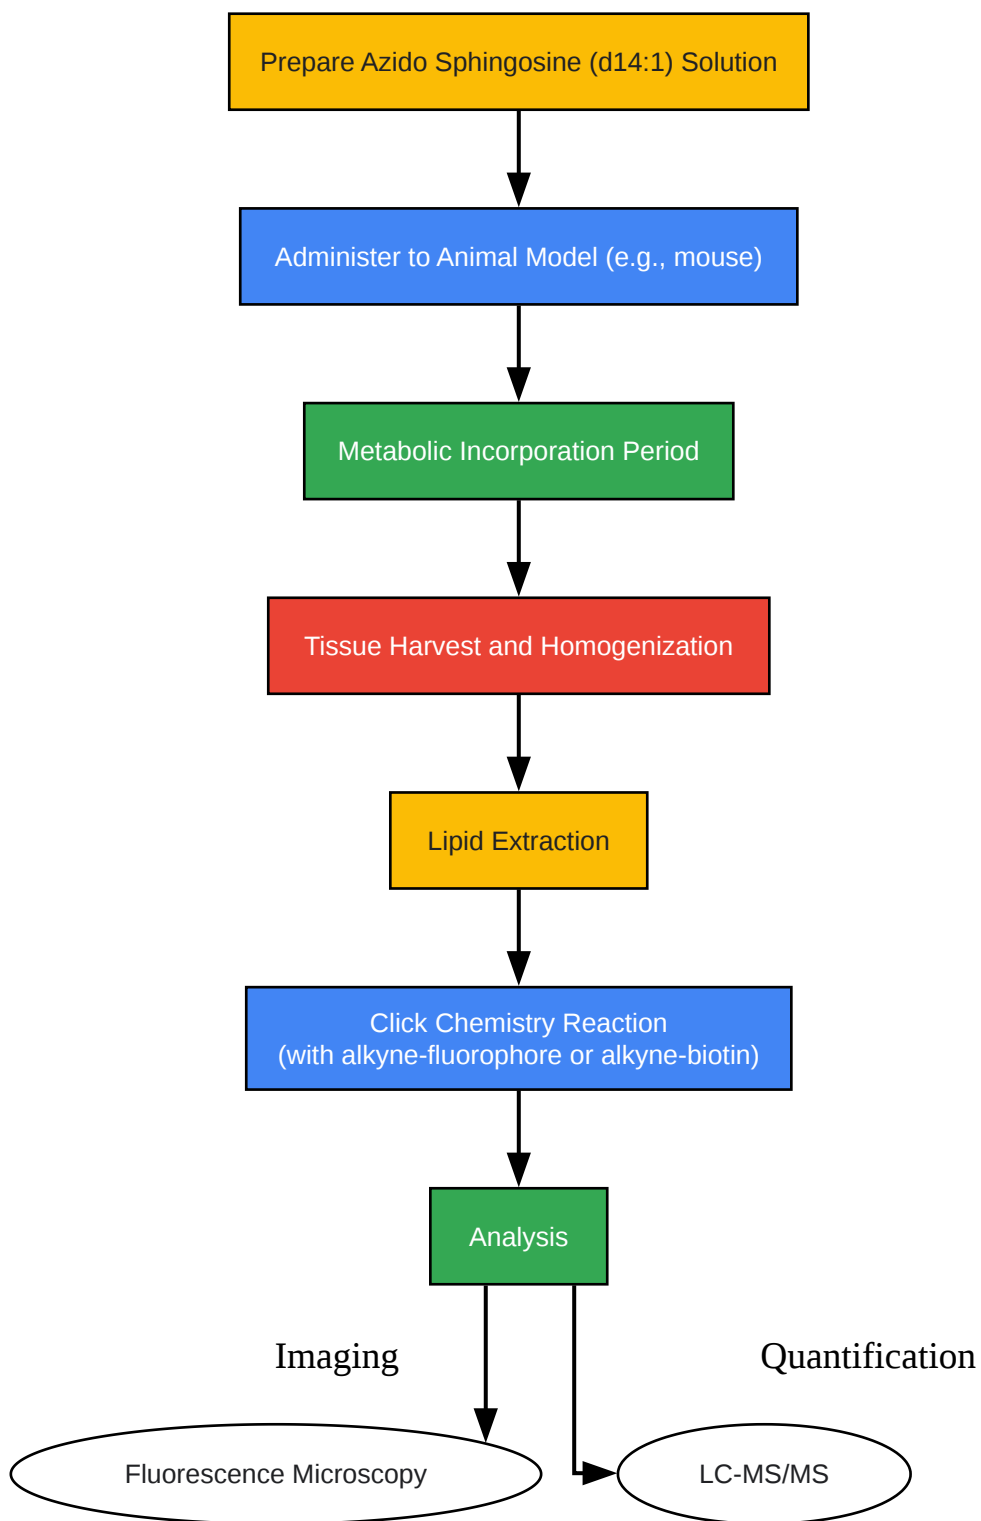 Prepare Azido Sphingosine (d14:1) Solution
Administer to Animal Model (e.g., mouse)
Metabolic Incorporation Period
Tissue Harvest and Homogenization
Lipid Extraction
Click Chemistry Reaction
(with alkyne-fluorophore or alkyne-biotin)
Analysis
Imaging
Quantification
Fluorescence Microscopy
LC-MS/MS